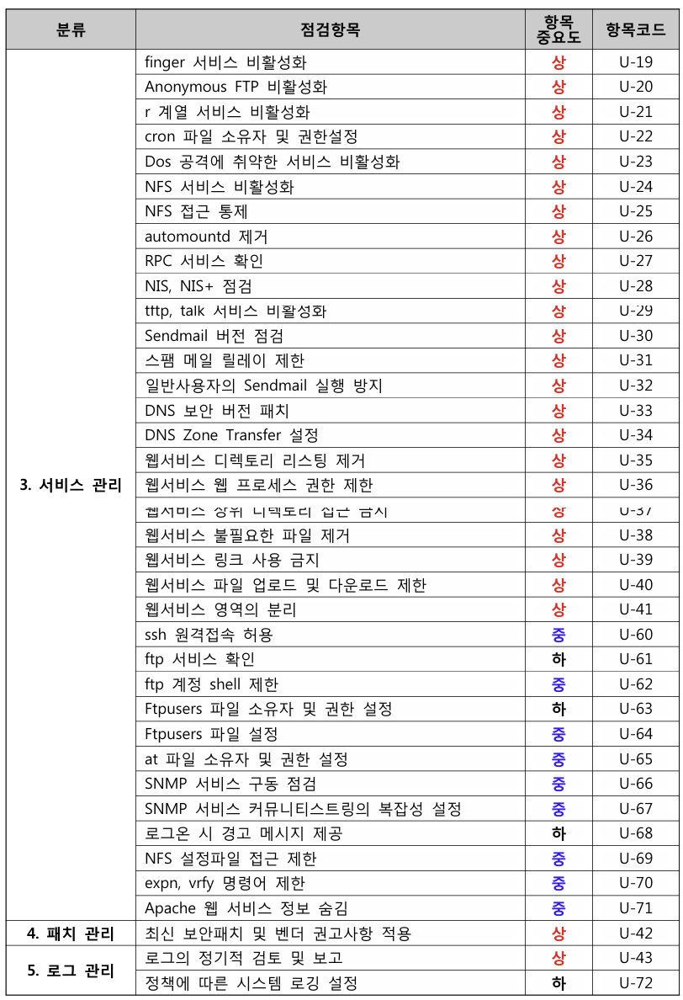 분류 점검항목 항목 중요도 항목코드
finger 서비스 비활성화 상 U-19
Anonymous FTP 비활성화 상 U-20
r 계열 서비스 비활성화 상 U-21
cron 파일 소유자 및 권한설정 상 U-22
Dos 공격에 취약한 서비스 비활성화 상 U-23
NFS 서비스 비활성화 상 U-24
NFS 접근 통제 상 U-25
automountd 제거 상 U-26
RPC 서비스 확인 상 U-27
NIS, NIS+ 점검 상 U-28
tftp, talk 서비스 비활성화 상 U-29
Sendmail 버전 점검 상 U-30
스팸 메일 릴레이 제한 상 U-31
일반사용자의 Sendmail 실행 방지 상 U-32
DNS 보안 버전 패치 상 U-33
DNS Zone Transfer 설정 상 U-34
웹서비스 디렉토리 리스팅 제거 상 U-35
3. 서비스 관리 웹서비스 웹 프로세스 권한 제한 상 U-36
웹서비스 상위 디렉토리 접근 금지 상 U-37
웹서비스 불필요한 파일 제거 상 U-38
웹서비스 링크 사용 금지 상 U-39
웹서비스 파일 업로드 및 다운로드 제한 상 U-40
웹서비스 영역의 분리 상 U-41
ssh 원격접속 허용 중 U-60
ftp 서비스 확인 하 U-61
ftp 계정 shell 제한 중 U-62
Ftpusers 파일 소유자 및 권한 설정 하 U-63
Ftpusers 파일 설정 중 U-64
at 파일 소유자 및 권한 설정 중 U-65
SNMP 서비스 구동 점검 중 U-66
SNMP 서비스 커뮤니티스트링의 복잡성 설정 중 U-67
로그온 시 경고 메시지 제공 하 U-68
NFS 설정파일 접근 제한 중 U-69
expn, vrfy 명령어 제한 중 U-70
Apache 웹 서비스 정보 숨김 중 U-71
4. 패치 관리 최신 보안패치 및 벤더 권고사항 적용 상 U-42
5. 로그 관리 로그의 정기적 검토 및 보고 상 U-43
정책에 따른 시스템 로깅 설정 하 U-72